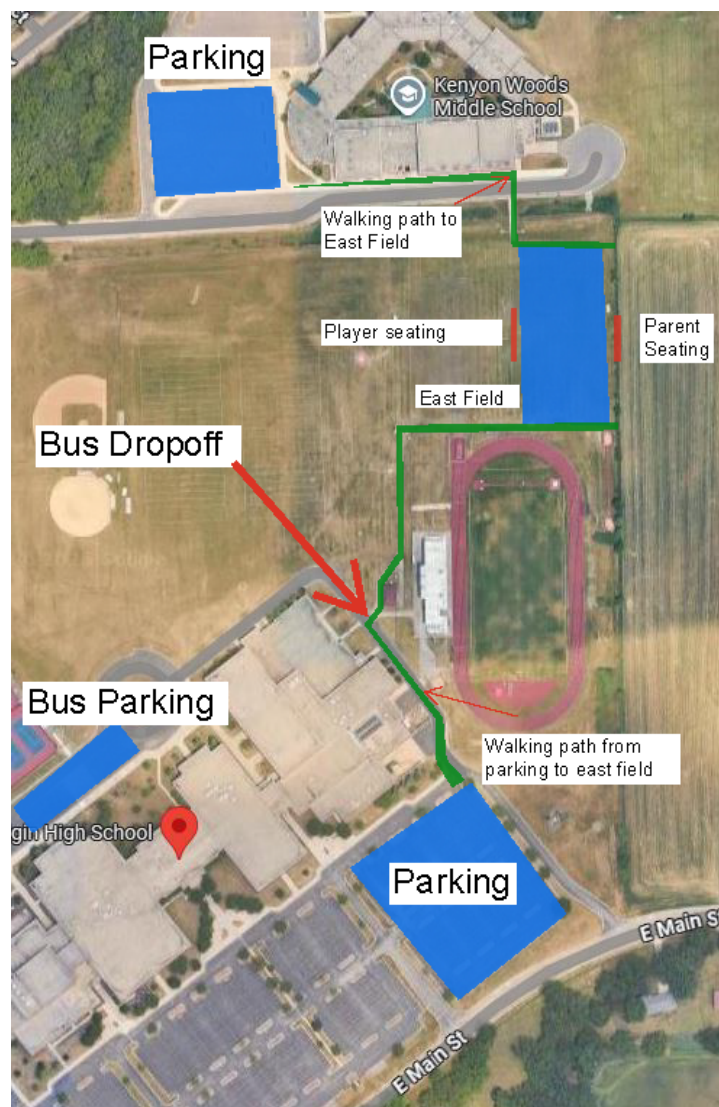 Parking
Kenyon Woods
Middle School
Walking path to
East Field
Player seating
Parent
Seating
East Field
Bus Dropoff
Bus Parking
Walking path from
parking to east field
gin High School
Parking
E Main St
E Main St